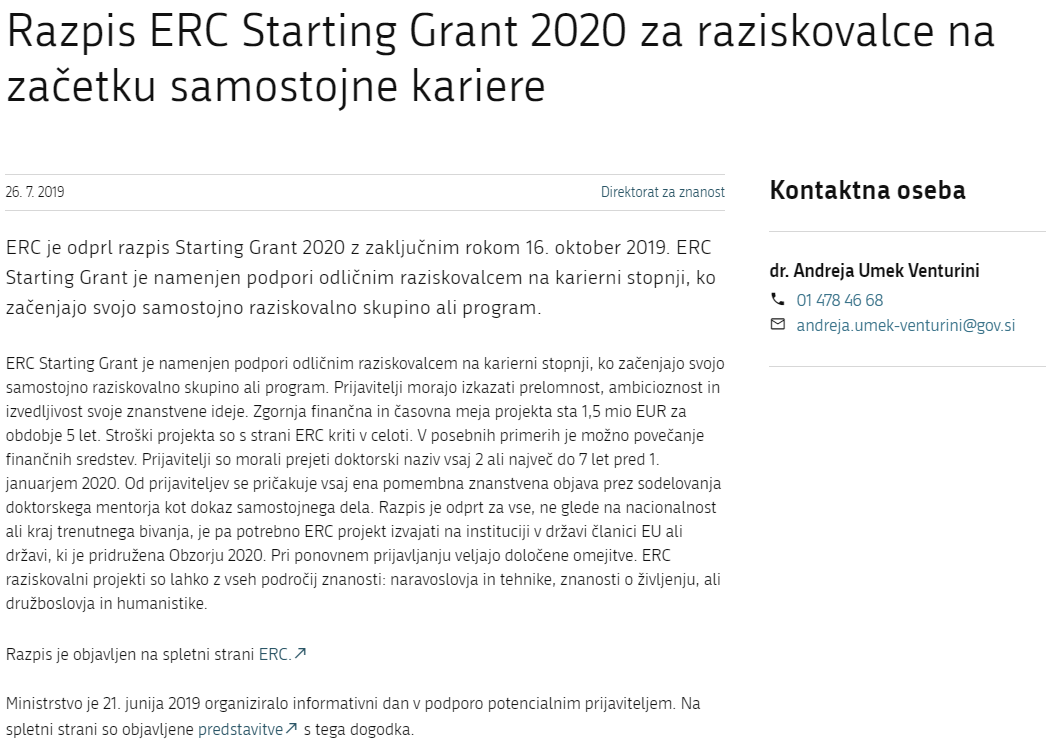 Razpis ERC Starting Grant 2020 za raziskovalce na
začetku samostojne kariere
26. 7. 2019
Direktorat za znanost
ERC je odprl razpis Starting Grant 2020 z zaključnim rokom 16. oktober 2019. ERC
Starting Grant je namenjen podpori odličnim raziskovalcem na karierni stopnji, ko
začenjajo svojo samostojno raziskovalno skupino ali program.
ERC Starting Grant je namenjen podpori odličnim raziskovalcem na karierni stopnji, ko začenjajo svojo
samostojno raziskovalno skupino ali program. Prijavitelji morajo izkazati prelomnost, ambicioznost in
izvedljivost svoje znanstvene ideje. Zgornja finančna in časovna meja projekta sta 1,5 mio EUR za
obdobje 5 let. Stroški projekta so s strani ERC kriti v celoti. V posebnih primerih je možno povečanje
finančnih sredstev. Prijavitelji so morali prejeti doktorski naziv vsaj 2 ali največ do 7 let pred 1.
januarjem 2020. Od prijaviteljev se pričakuje vsaj ena pomembna znanstvena objava prez sodelovanja
doktorskega mentorja kot dokaz samostojnega dela. Razpis je odprt za vse, ne glede na nacionalnost
ali kraj trenutnega bivanja, je pa potrebno ERC projekt izvajati na instituciji v državi članici EU ali
državi, ki je pridružena Obzorju 2020. Pri ponovnem prijavljanju veljajo določene omejitve. ERC
raziskovalni projekti so lahko z vseh področij znanosti: naravoslovja in tehnike, znanosti o življenju, ali
družboslovja in humanistike.
Razpis je objavljen na spletni strani ERC.
Ministrstvo je 21. junija 2019 organiziralo informativni dan v podporo potencialnim prijaviteljem. Na
spletni strani so objavljene predstavitve s tega dogodka.
Kontaktna oseba
dr. Andreja Umek Venturini
01 478 46 68
andreja.umek-venturini@gov.si